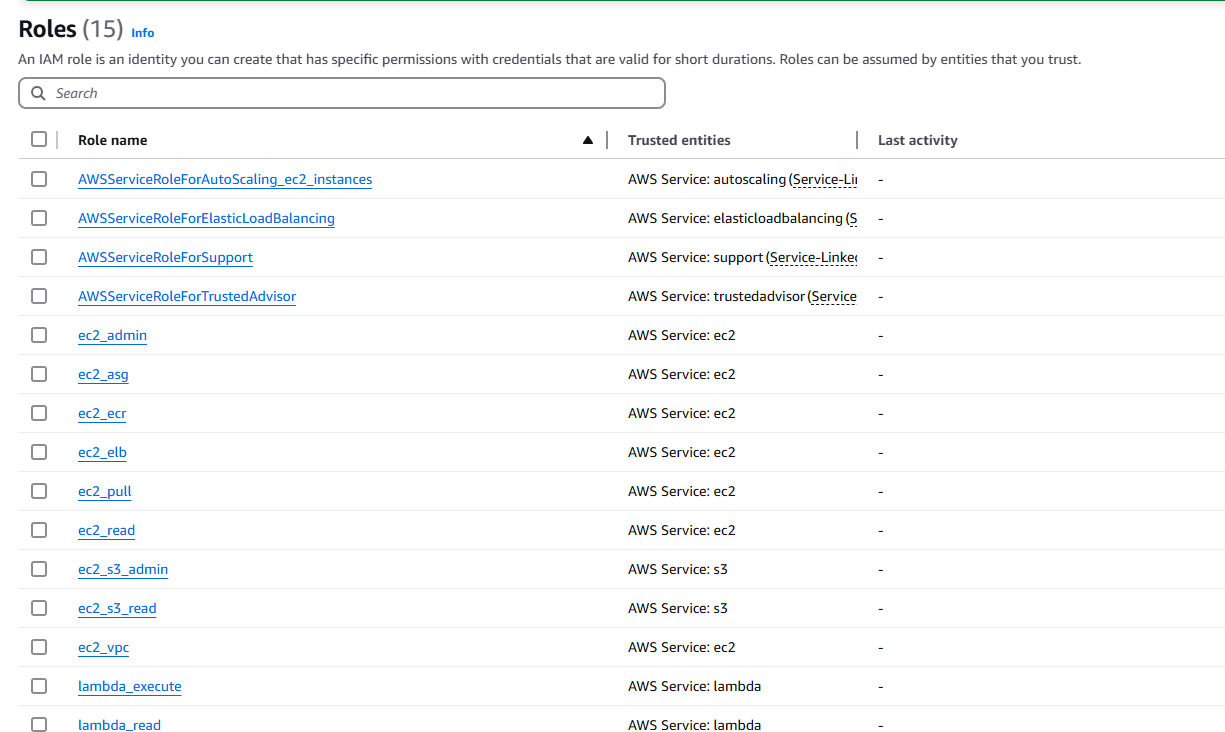 Roles (15) Info
An IAM role is an identity you can create that has specific permissions with credentials that are valid for short durations. Roles can be assumed by entities that you trust.
Search
Role name Trusted entities Last activity
AWSServiceRoleForAutoScaling_ec2_instances AWS Service: autoscaling (Service-Li -
AWSServiceRoleForElasticLoadBalancing AWS Service: elasticloadbalancing (S -
AWSServiceRoleForSupport AWS Service: support (Service-Linke -
AWSServiceRoleForTrustedAdvisor AWS Service: trustedadvisor (Service -
ec2_admin AWS Service: ec2 -
ec2_asg AWS Service: ec2 -
ec2_ecr AWS Service: ec2 -
ec2_elb AWS Service: ec2 -
ec2_pull AWS Service: ec2 -
ec2_read AWS Service: ec2 -
ec2_s3_admin AWS Service: s3 -
ec2_s3_read AWS Service: s3 -
ec2_vpc AWS Service: ec2 -
lambda_execute AWS Service: lambda -
lambda_read AWS Service: lambda -